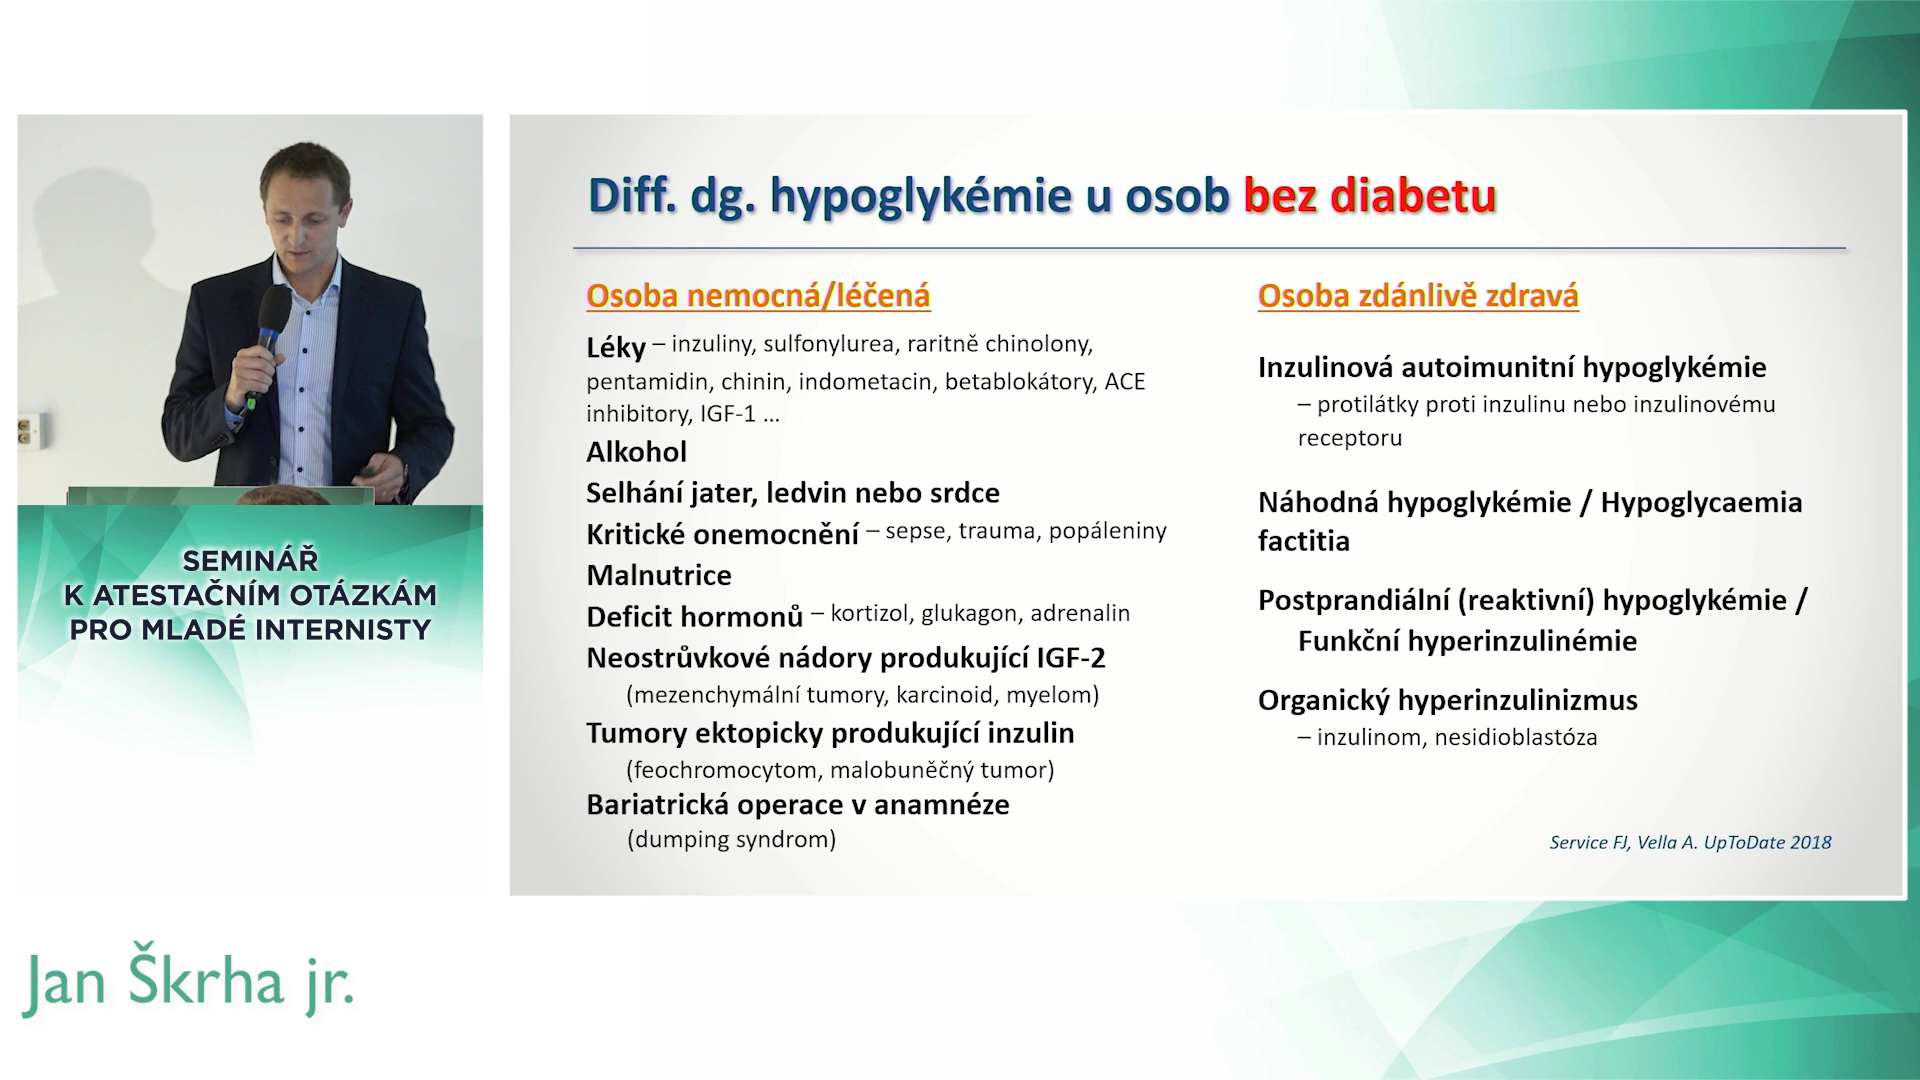 Diff. dg. hypoglykémie u osob bez diabetu
Osoba nemocná/léčená
Léky – inzuliny, sulfonylurea, raritně chinolony,
pentamidin, chinin, indometacin, betablokátory, ACE
inhibitory, IGF-1 ...
Alkohol
Selhání jater, ledvin nebo srdce
Kritické onemocnění – sepse, trauma, popáleniny
Malnutrice
Deficit hormonů – kortizol, glukagon, adrenalin
Neostrůvkové nádory produkující IGF-2
(mezenchymální tumory, karcinoid, myelom)
Tumory ektopicky produkující inzulin
(feochromocytom, malobuněčný tumor)
Bariatrická operace v anamnéze
(dumping syndrom)
Osoba zdánlivě zdravá
Inzulinová autoimunitní hypoglykémie
– protilátky proti inzulinu nebo inzulinovému
receptoru
Náhodná hypoglykémie / Hypoglycaemia
factitia
Postprandiální (reaktivní) hypoglykémie /
Funkční hyperinzulinémie
Organický hyperinzulinizmus
– inzulinom, nesidioblastóza
Service FJ, Vella A. UpToDate 2018
SEMINÁŘ
K ATESTAČNÍM OTÁZKÁM
PRO MLADÉ INTERNISTY
Jan Škrha jr.